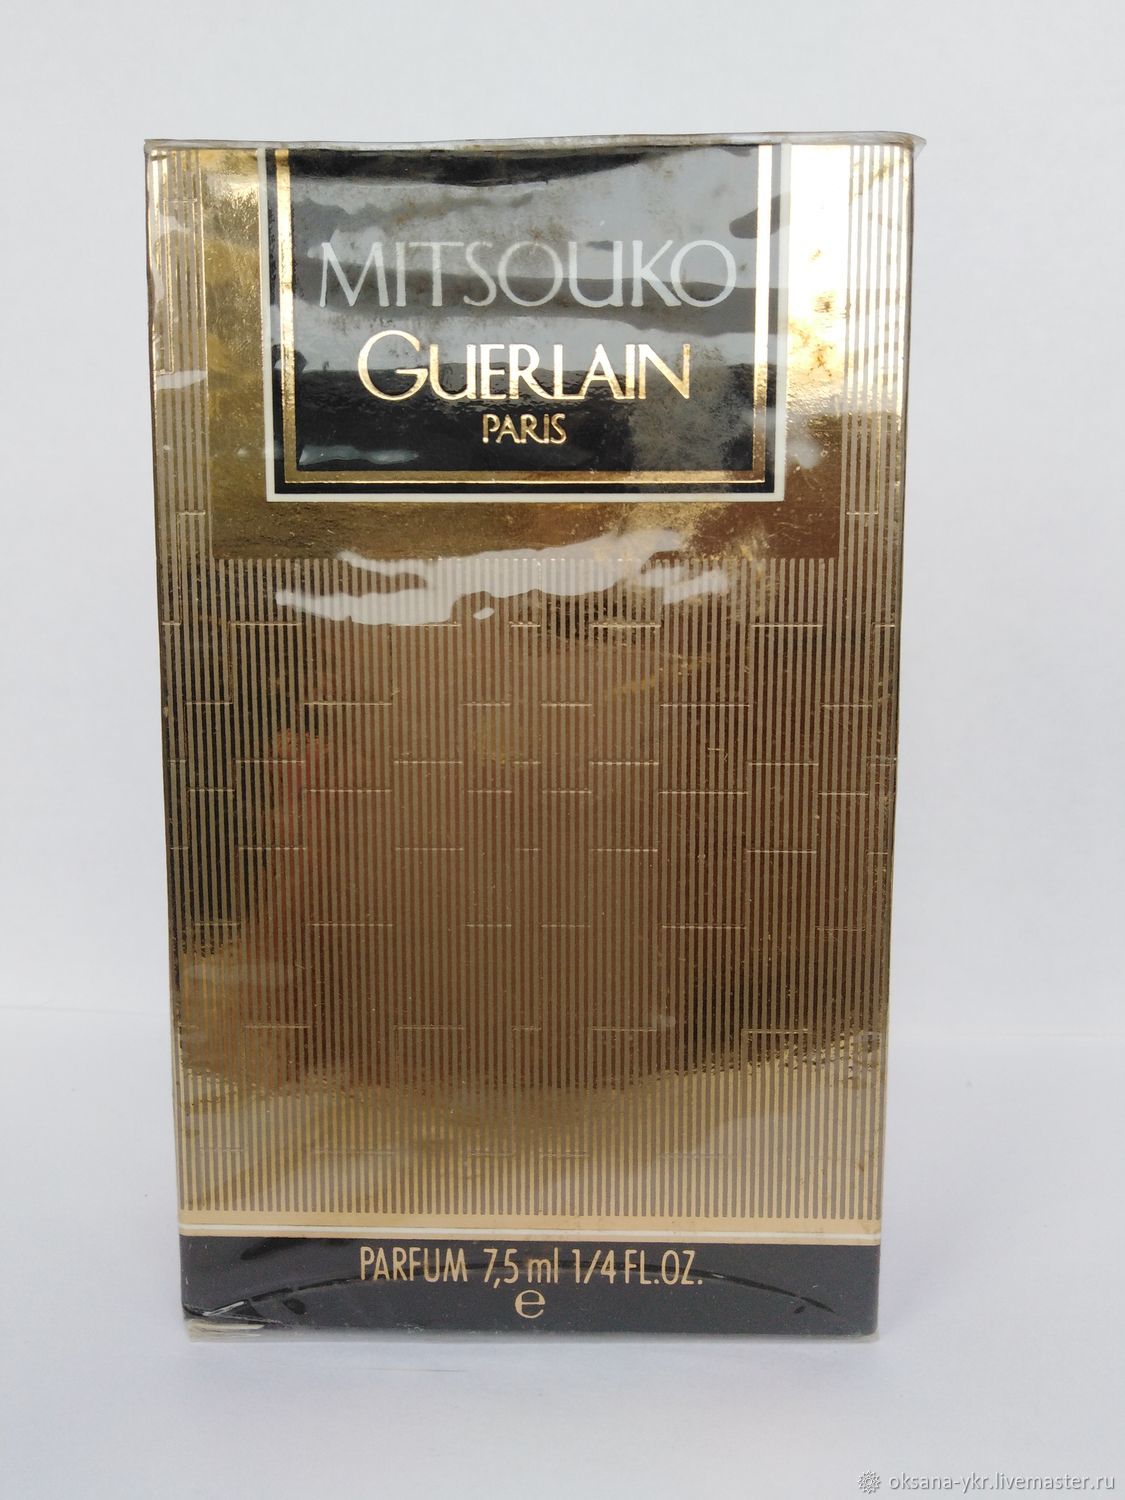 MITSOUKO
GUERLAIN
PARIS
PARFUM 7,5 ml 1/4 FL.OZ.
e
oksana-ykr.livemaster.ru